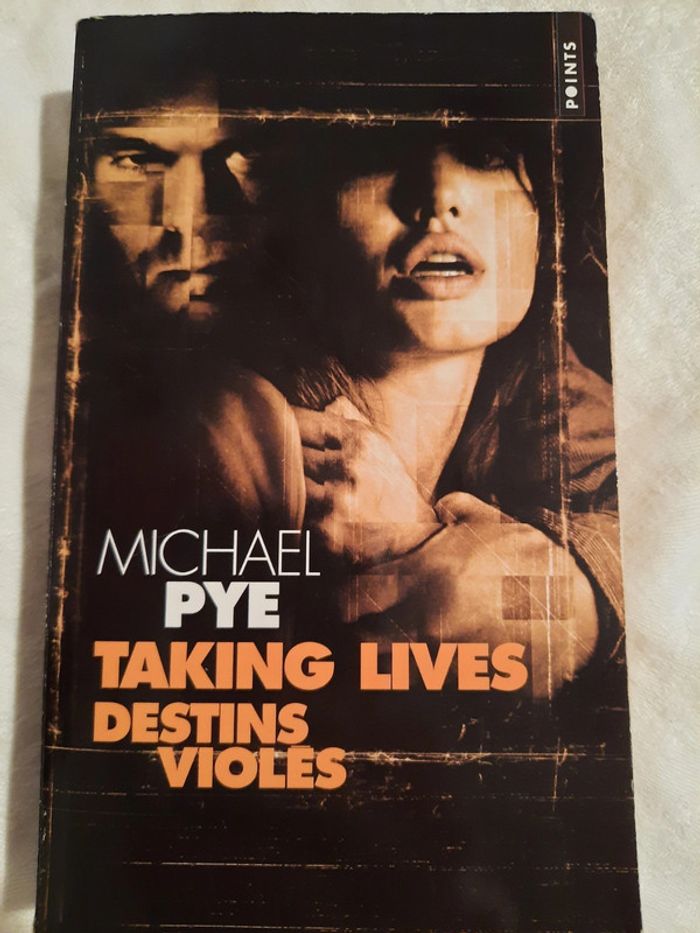 POINTS
MICHAEL
PYE
TAKING LIVES
DESTINS
VIOLÉS